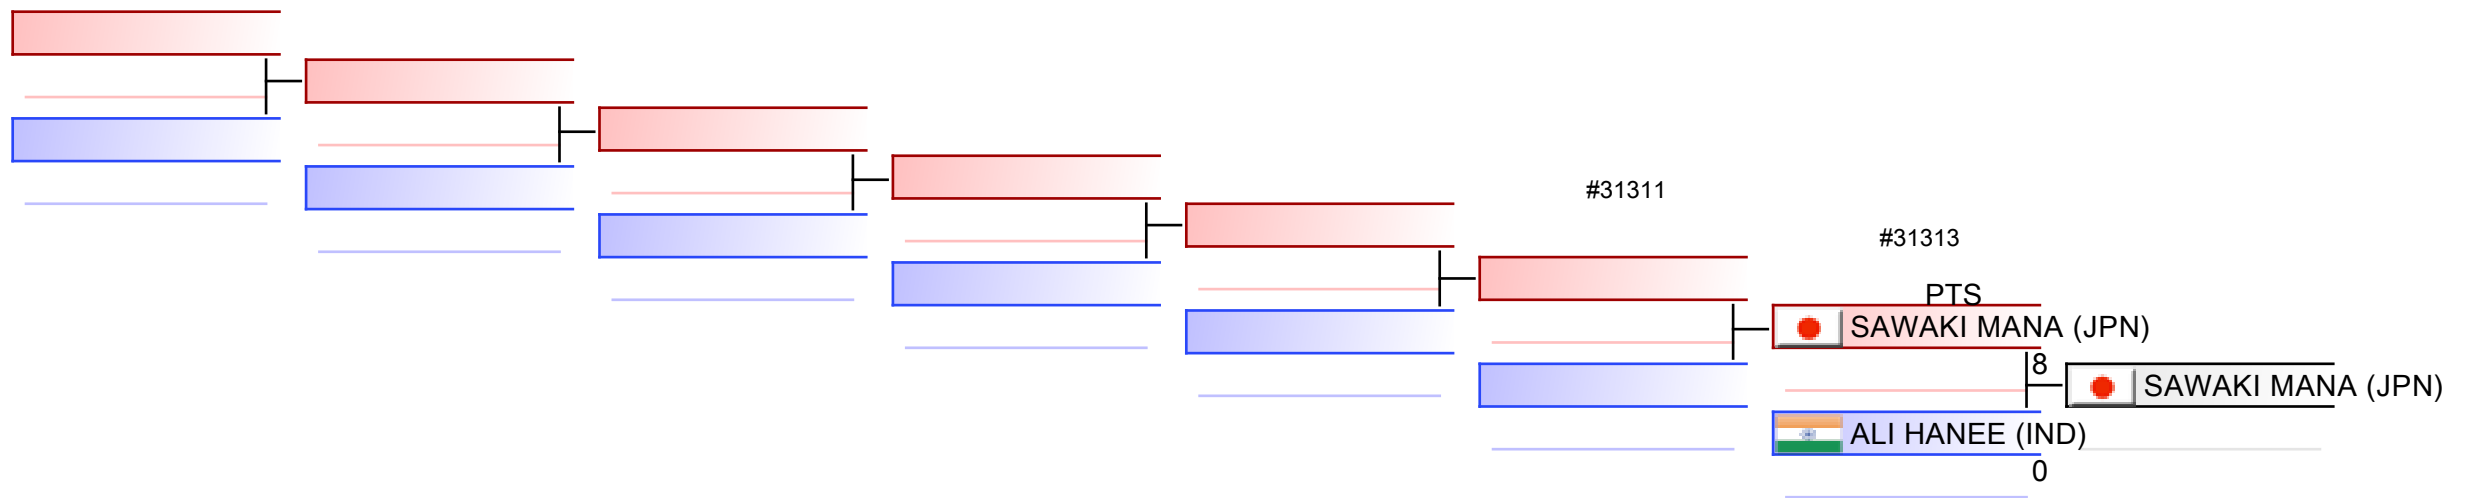 #31311
#31313
PTS
SAWAKI MANA (JPN)
8
SAWAKI MANA (JPN)
ALI HANEE (IND)
0